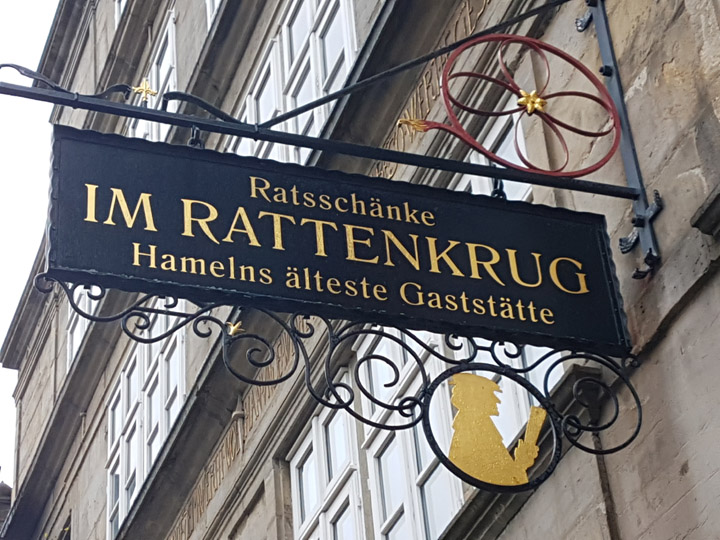 Ratsschänke
IM RATTENKRUG
Hamelns älteste Gaststätte